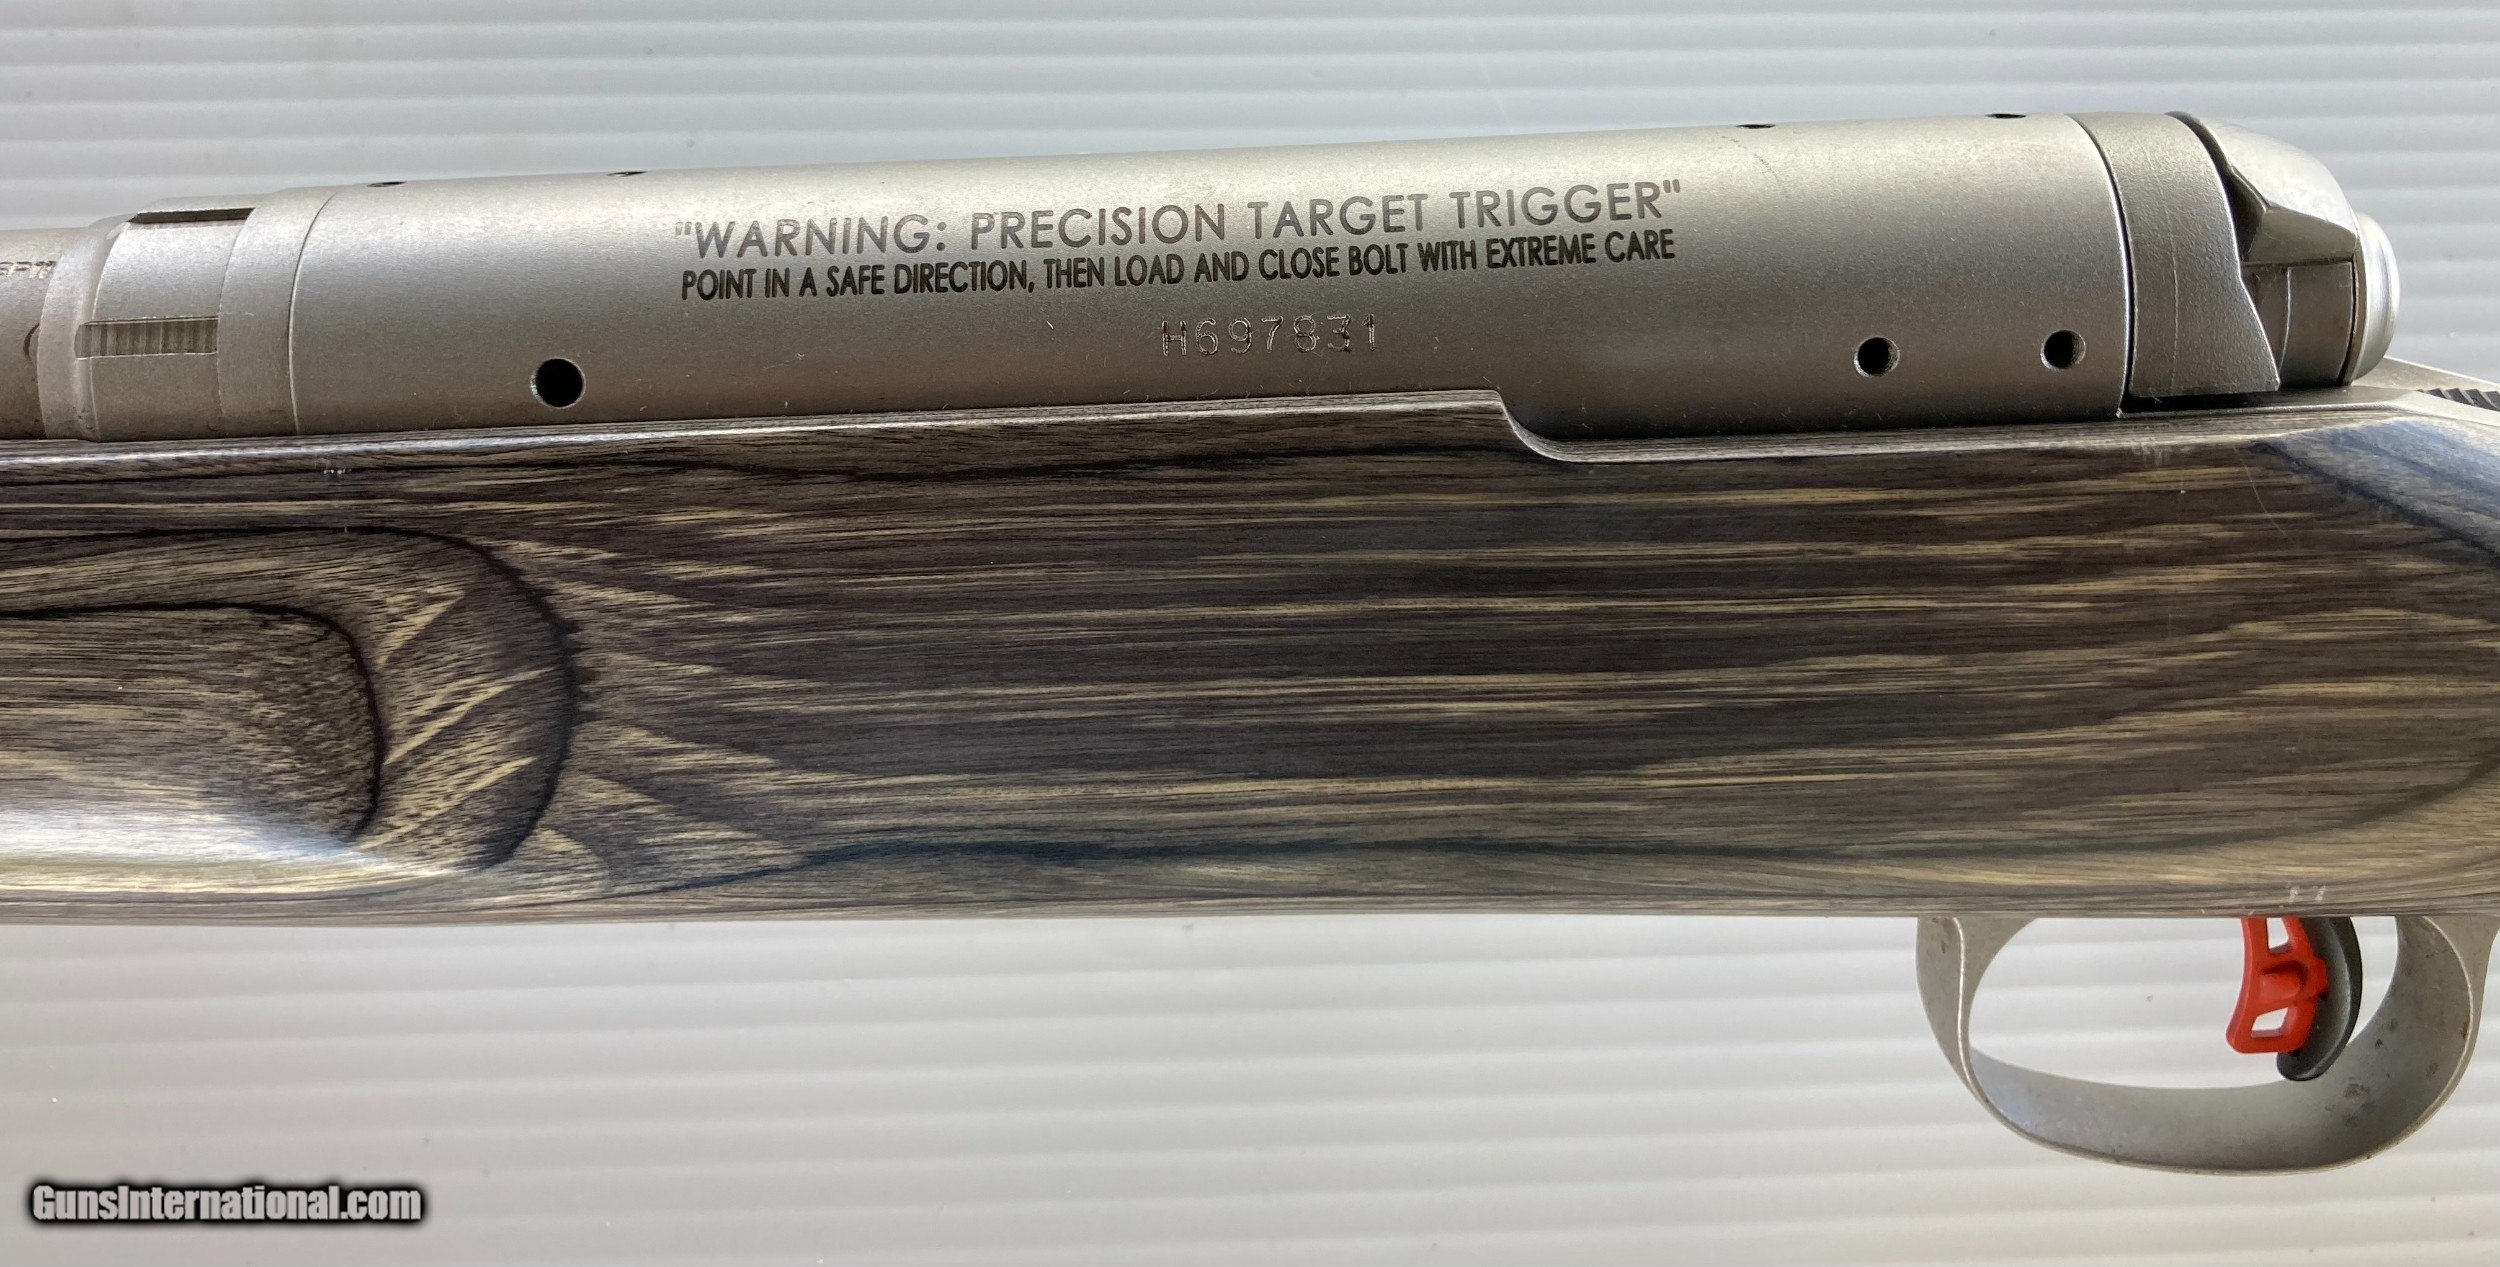 "WARNING: PRECISION TARGET TRIGGER"
POINT IN A SAFE DIRECTION, THEN LOAD AND CLOSE BOLT WITH EXTREME CARE
H697831
GunsInternational.com